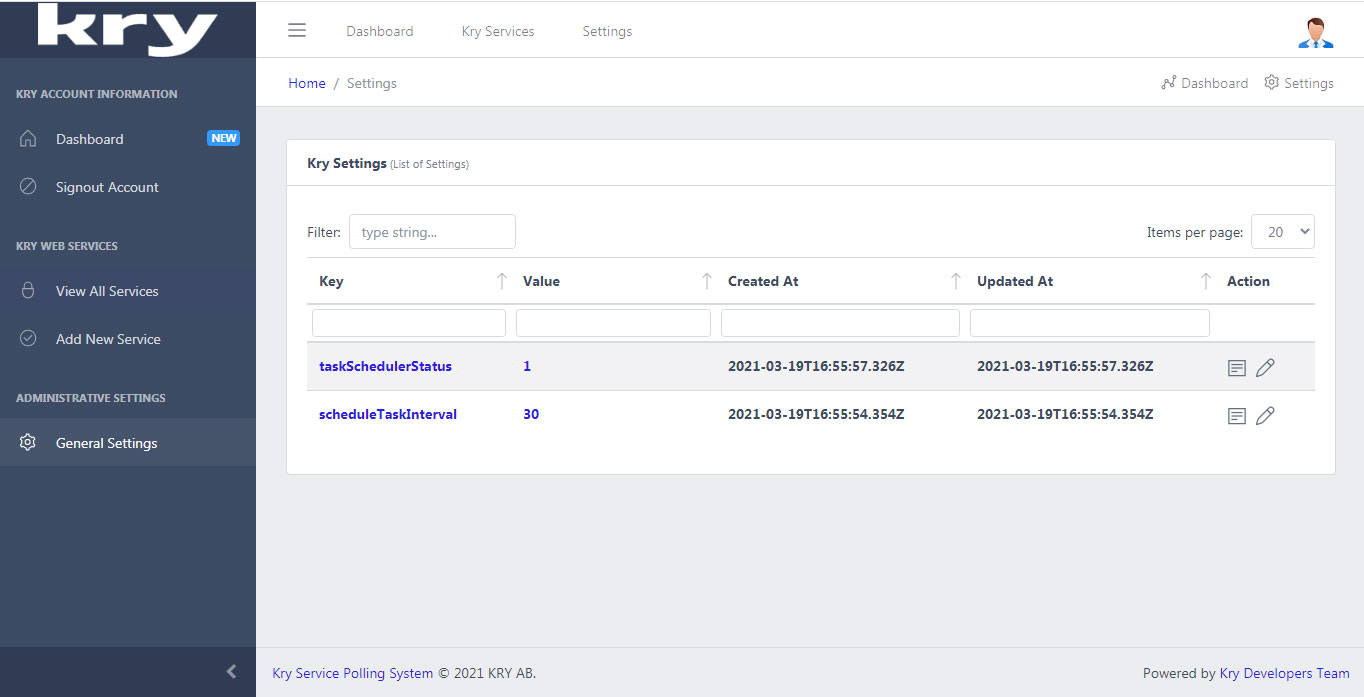 kry
Dashboard Kry Services Settings
Home / Settings
Dashboard Settings
KRY ACCOUNT INFORMATION
Dashboard NEW
Signout Account
KRY WEB SERVICES
View All Services
Add New Service
ADMINISTRATIVE SETTINGS
General Settings
Kry Settings (List of Settings)
Filter: type string... Items per page: 20
Key Value Created At Updated At Action
taskSchedulerStatus 1 2021-03-19T16:55:57.326Z 2021-03-19T16:55:57.326Z
scheduleTaskInterval 30 2021-03-19T16:55:54.354Z 2021-03-19T16:55:54.354Z
Kry Service Polling System © 2021 KRY AB. Powered by Kry Developers Team